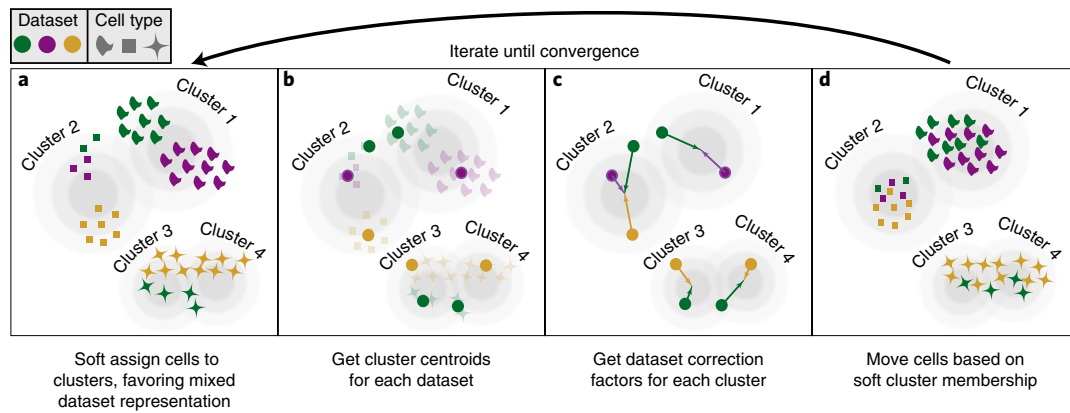 Dataset
Cell type
Iterate until convergence
a
Cluster 1
Cluster 2
Cluster 3
Cluster 4
b
Cluster 1
Cluster 2
Cluster 3
Cluster 4
c
Cluster 1
Cluster 2
Cluster 3
Cluster 4
d
Cluster 1
Cluster 2
Cluster 3
Cluster 4
Soft assign cells to
clusters, favoring mixed
dataset representation
Get cluster centroids
for each dataset
Get dataset correction
factors for each cluster
Move cells based on
soft cluster membership